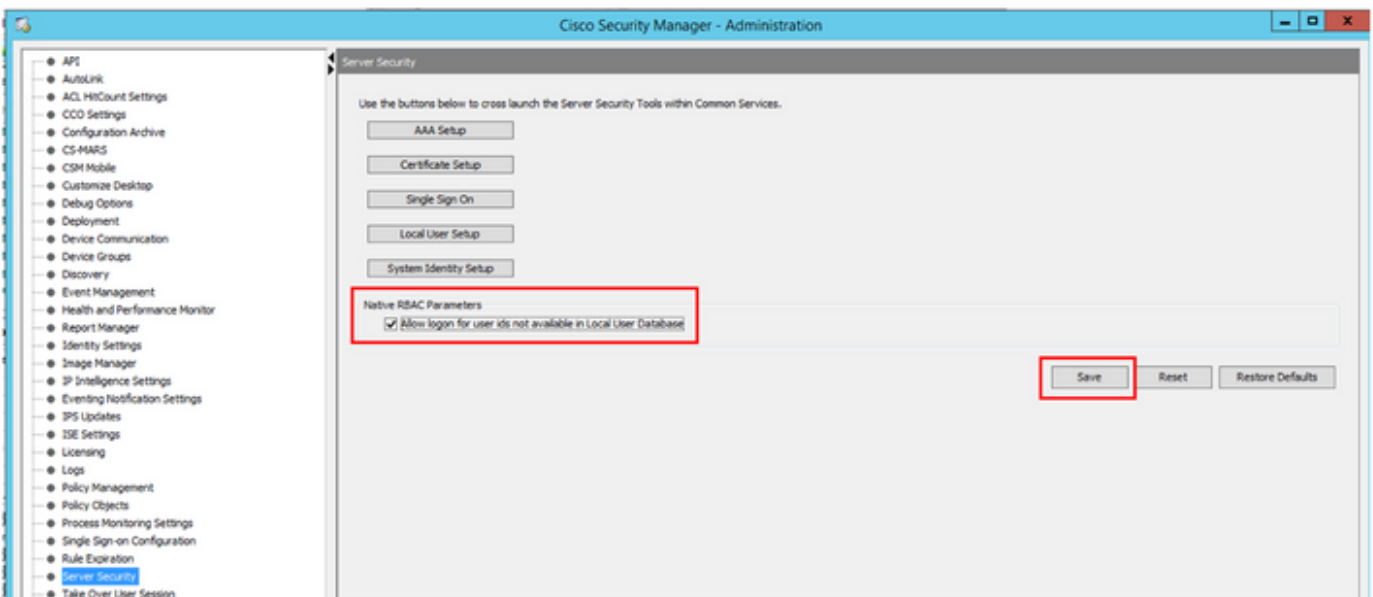 Cisco Security Manager - Administration
API
AutoLink
ACL HitCount Settings
CCO Settings
Configuration Archive
CS-MARS
CSM Mobile
Customize Desktop
Debug Options
Deployment
Device Communication
Device Groups
Discovery
Event Management
Health and Performance Monitor
Report Manager
Identity Settings
Image Manager
IP Intelligence Settings
Eventing Notification Settings
IPS Updates
ISE Settings
Licensing
Logs
Policy Management
Policy Objects
Process Monitoring Settings
Single Sign-on Configuration
Rule Expiration
Server Security
Take Over User Session
Server Security
Use the buttons below to cross launch the Server Security Tools within Common Services.
AAA Setup
Certificate Setup
Single Sign On
Local User Setup
System Identity Setup
Native RBAC Parameters
Allow logon for user ids not available in Local User Database
Save Reset Restore Defaults